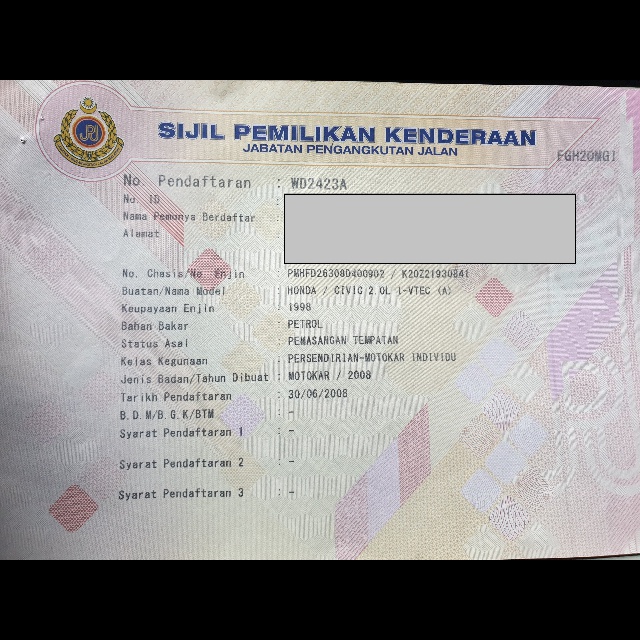 SIJIL PEMILIKAN KENDERAAN
JABATAN PENGANGKUTAN JALAN
No. Pendaftaran : WD2423A
No. ID :
Nama Pemunya Berdaftar :
Alamat
No. Chasis/No. Enjin : PMHFD26308D400902 / K20Z21930841
Buatan/Nama Model : HONDA / CIVIC 2.0L I-VTEC (A)
Keupayaan Enjin : 1998
Bahan Bakar : PETROL
Status Asal : PEMASANGAN TEMPATAN
Kelas Kegunaan : PERSENDIRIAN-MOTOKAR INDIVIDU
Jenis Badan/Tahun Dibuat : MOTOKAR / 2008
Tarikh Pendaftaran : 30/06/2008
B.D.M/B.G.K/BTM : -
Syarat Pendaftaran 1 : -
Syarat Pendaftaran 2 : -
Syarat Pendaftaran 3 : -